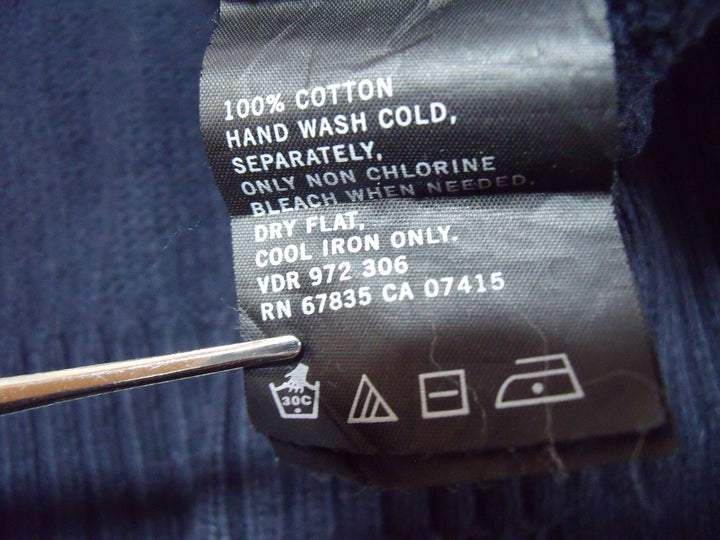 100% COTTON
HAND WASH COLD,
SEPARATELY,
ONLY NON CHLORINE
BLEACH WHEN NEEDED.
DRY FLAT,
COOL IRON ONLY.
VDR 972 306
RN 67835 CA 07415
30C